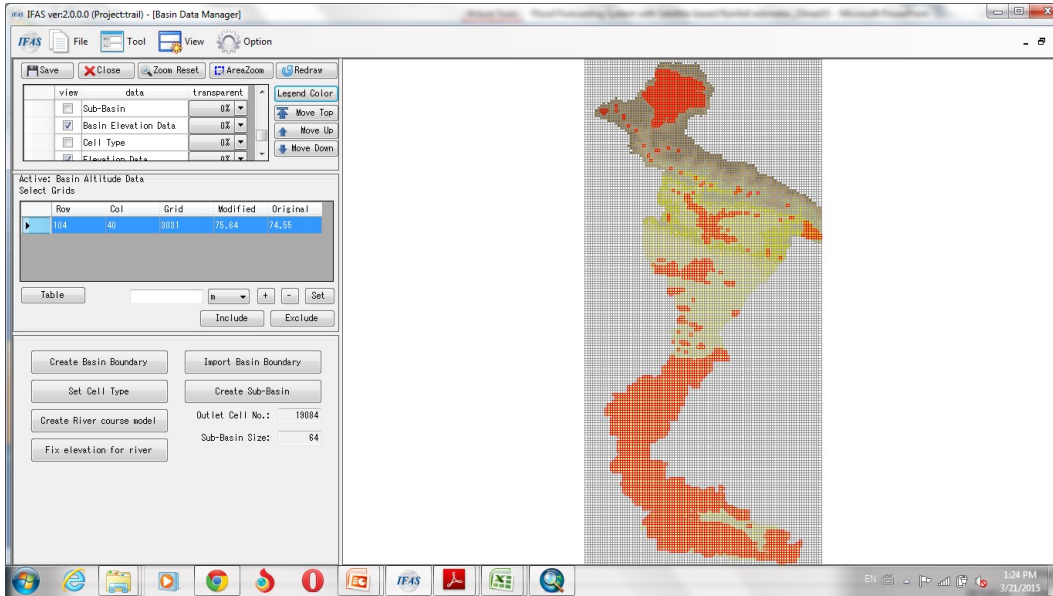 IFAS ver:2.0.0.0 (Project:trail) - [Basin Data Manager]
IFAS File Tool View Option
Save Close Zoom Reset AreaZoom Redraw
view data transparent Legend Color
Sub-Basin 0% Move Top
Basin Elevation Data 0% Move Up
Cell Type 0% Move Down
Elevation Data 0%
Active: Basin Altitude Data
Select Grids
Row Col Grid Modified Original
104 40 3031 75.64 74.55
Table m + - Set
Include Exclude
Create Basin Boundary Import Basin Boundary
Set Cell Type Create Sub-Basin
Create River course model Outlet Cell No.: 19084
Sub-Basin Size: 64
Fix elevation for river
IFAS
EN 1:24 PM
3/21/2015